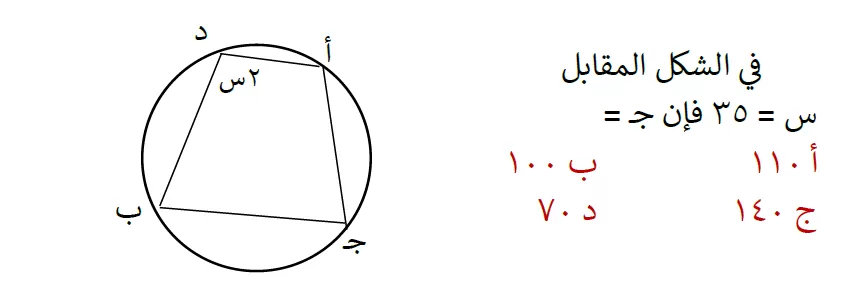 في الشكل المقابل
س = ٣٥ فإن جـ =
أ ١١٠ ب ١٠٠
ج ١٤٠ د ٧٠
د
أ
٢س
ب
جـ